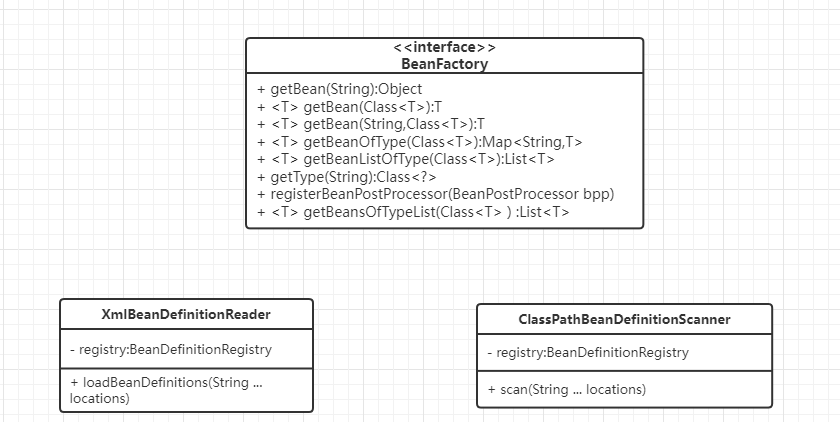 <<interface>>
BeanFactory
+ getBean(String):Object
+ <T> getBean(Class<T>):T
+ <T> getBean(String,Class<T>):T
+ <T> getBeanOfType(Class<T>):Map<String,T>
+ <T> getBeanListOfType(Class<T>):List<T>
+ getType(String):Class<?>
+ registerBeanPostProcessor(BeanPostProcessor bpp)
+ <T> getBeansOfTypeList(Class<T> ) :List<T>
XmlBeanDefinitionReader
- registry:BeanDefinitionRegistry
+ loadBeanDefinitions(String ...
locations)
ClassPathBeanDefinitionScanner
- registry:BeanDefinitionRegistry
+ scan(String ... locations)